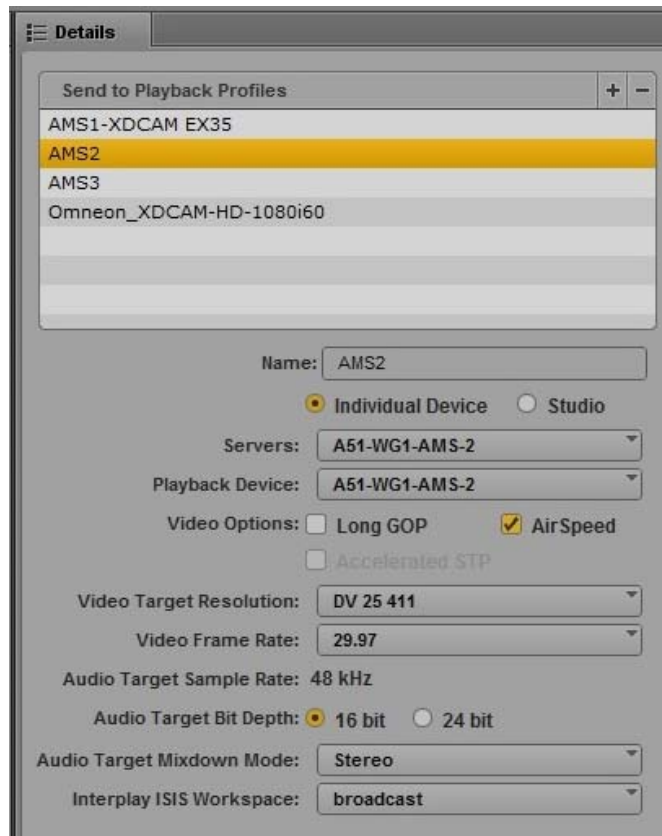 Details
Send to Playback Profiles + −
AMS1-XDCAM EX35
AMS2
AMS3
Omneon_XDCAM-HD-1080i60
Name: AMS2
Individual Device Studio
Servers: A51-WG1-AMS-2
Playback Device: A51-WG1-AMS-2
Video Options: Long GOP AirSpeed
Accelerated STP
Video Target Resolution: DV 25 411
Video Frame Rate: 29.97
Audio Target Sample Rate: 48 kHz
Audio Target Bit Depth: 16 bit 24 bit
Audio Target Mixdown Mode: Stereo
Interplay ISIS Workspace: broadcast